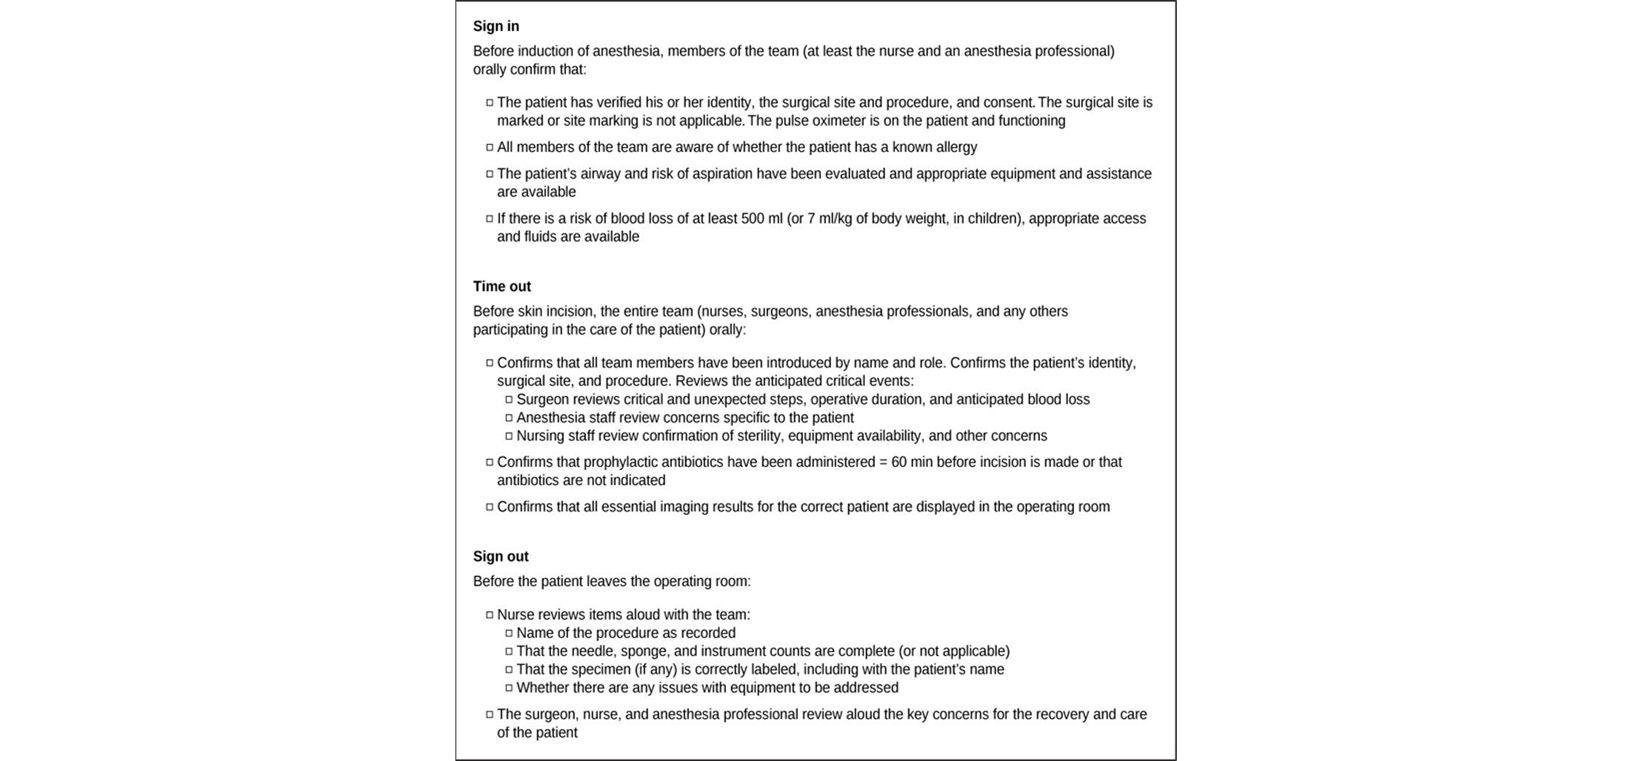 Sign in
Before induction of anesthesia, members of the team (at least the nurse and an anesthesia professional)
orally confirm that:
□ The patient has verified his or her identity, the surgical site and procedure, and consent. The surgical site is
marked or site marking is not applicable. The pulse oximeter is on the patient and functioning
□ All members of the team are aware of whether the patient has a known allergy
□ The patient's airway and risk of aspiration have been evaluated and appropriate equipment and assistance
are available
□ If there is a risk of blood loss of at least 500 ml (or 7 ml/kg of body weight, in children), appropriate access
and fluids are available
Time out
Before skin incision, the entire team (nurses, surgeons, anesthesia professionals, and any others
participating in the care of the patient) orally:
□ Confirms that all team members have been introduced by name and role. Confirms the patient's identity,
surgical site, and procedure. Reviews the anticipated critical events:
□ Surgeon reviews critical and unexpected steps, operative duration, and anticipated blood loss
□ Anesthesia staff review concerns specific to the patient
□ Nursing staff review confirmation of sterility, equipment availability, and other concerns
□ Confirms that prophylactic antibiotics have been administered = 60 min before incision is made or that
antibiotics are not indicated
□ Confirms that all essential imaging results for the correct patient are displayed in the operating room
Sign out
Before the patient leaves the operating room:
□ Nurse reviews items aloud with the team:
□ Name of the procedure as recorded
□ That the needle, sponge, and instrument counts are complete (or not applicable)
□ That the specimen (if any) is correctly labeled, including with the patient's name
□ Whether there are any issues with equipment to be addressed
□ The surgeon, nurse, and anesthesia professional review aloud the key concerns for the recovery and care
of the patient